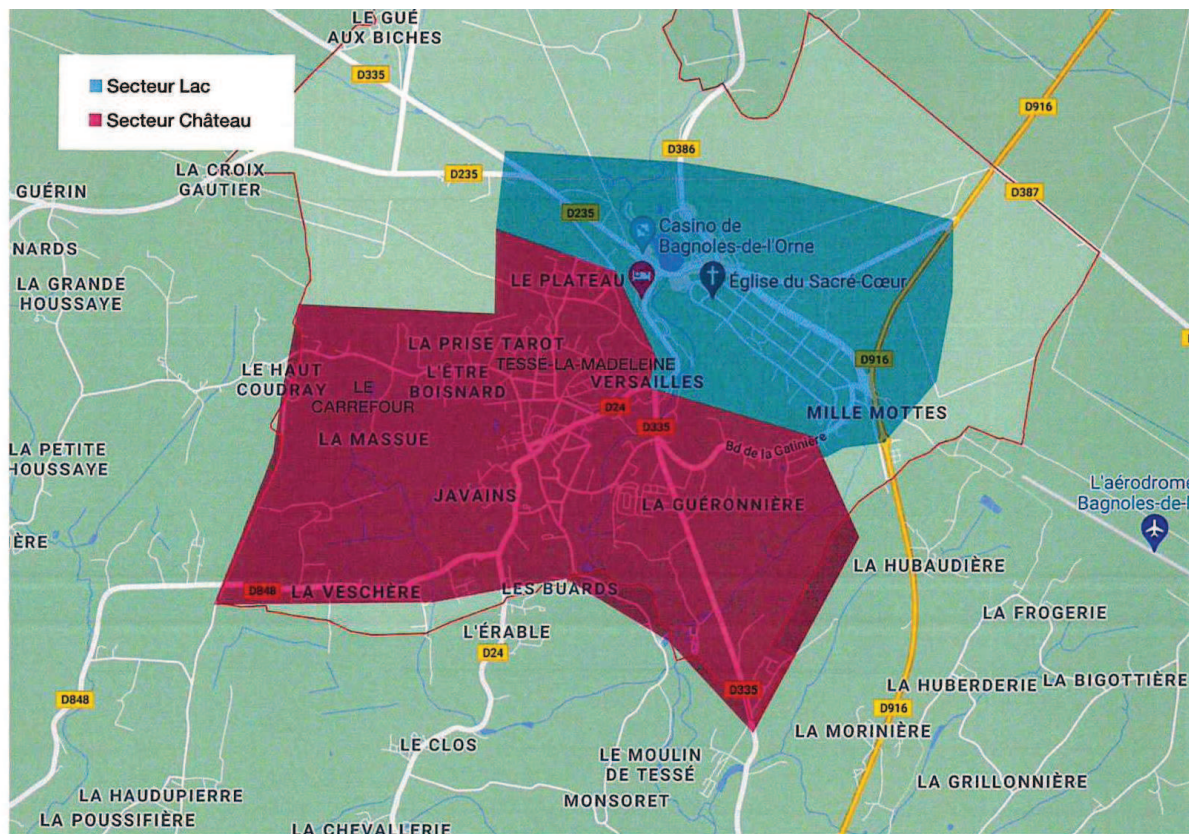 LE GUÉ
AUX BICHES
D335
Secteur Lac
Secteur Château
D916
D386
LA CROIX
GAUTIER
D235
GUÉRIN
D387
D235
Casino de
Bagnoles-de-l'Orne
NARDS
LE PLATEAU
Église du Sacré-Cœur
LA GRANDE
HOUSSAYE
LA PRISE TAROT
TESSE-LA-MADELEINE
D916
LE HAUT
COUDRAY
L'ÊTRE
BOISNARD
VERSAILLES
LE
CARREFOUR
D24
MILLE MOTTES
D335
LA MASSUE
Bd de la Gatinière
LA PETITE
HOUSSAYE
JAVAINS
LA GUÉRONNIÈRE
L'aérodrome
Bagnoles-de-l
IÈRE
LA HUBAUDIÈRE
D848
LA VESCHÈRE
LES BUARDS
LA FROGERIE
L'ÉRABLE
D24
D848
D335
LA HUBERDERIE
LA BIGOTTIÈRE
D916
LA MORINIÈRE
LE CLOS
LE MOULIN
DE TESSÉ
LA GRILLONNIÈRE
LA HAUDUPIERRE
MONSORET
LA POUSSIFIÈRE
LA CHEVALLERIE